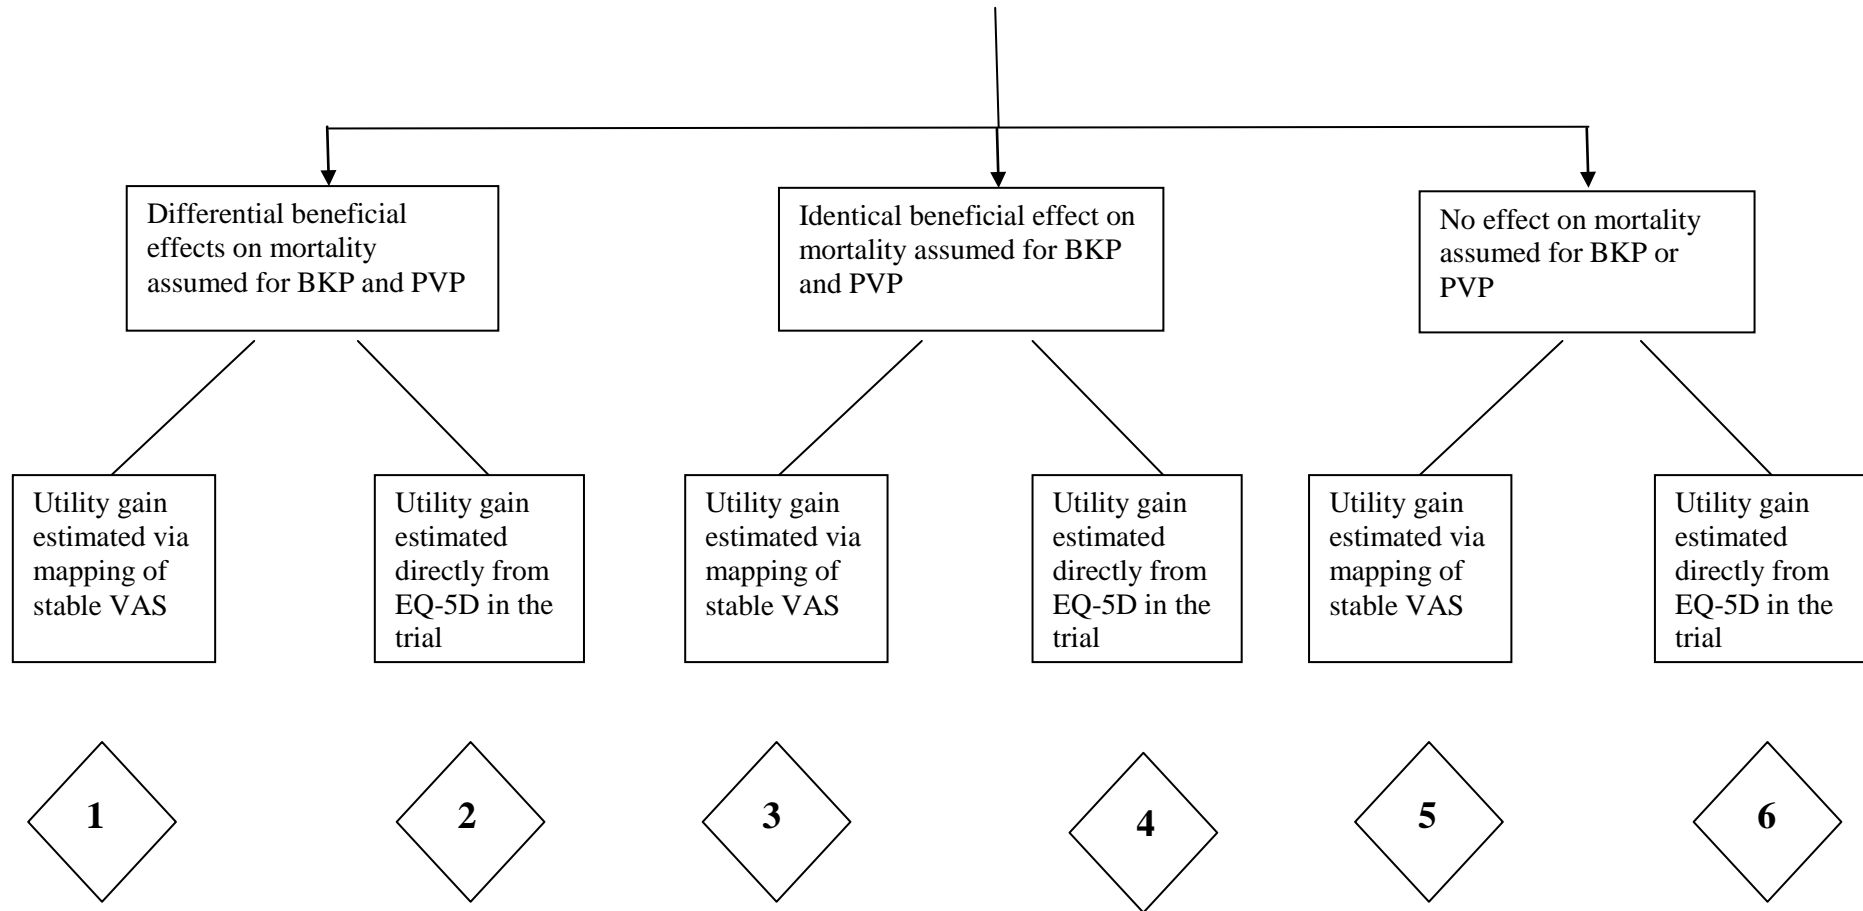 Differential beneficial
effects on mortality
assumed for BKP and PVP
Identical beneficial effect on
mortality assumed for BKP
and PVP
No effect on mortality
assumed for BKP or
PVP
Utility gain
estimated via
mapping of
stable VAS
Utility gain
estimated
directly from
EQ-5D in the
trial
Utility gain
estimated via
mapping of
stable VAS
Utility gain
estimated
directly from
EQ-5D in the
trial
Utility gain
estimated via
mapping of
stable VAS
Utility gain
estimated
directly from
EQ-5D in the
trial
1
2
3
4
5
6